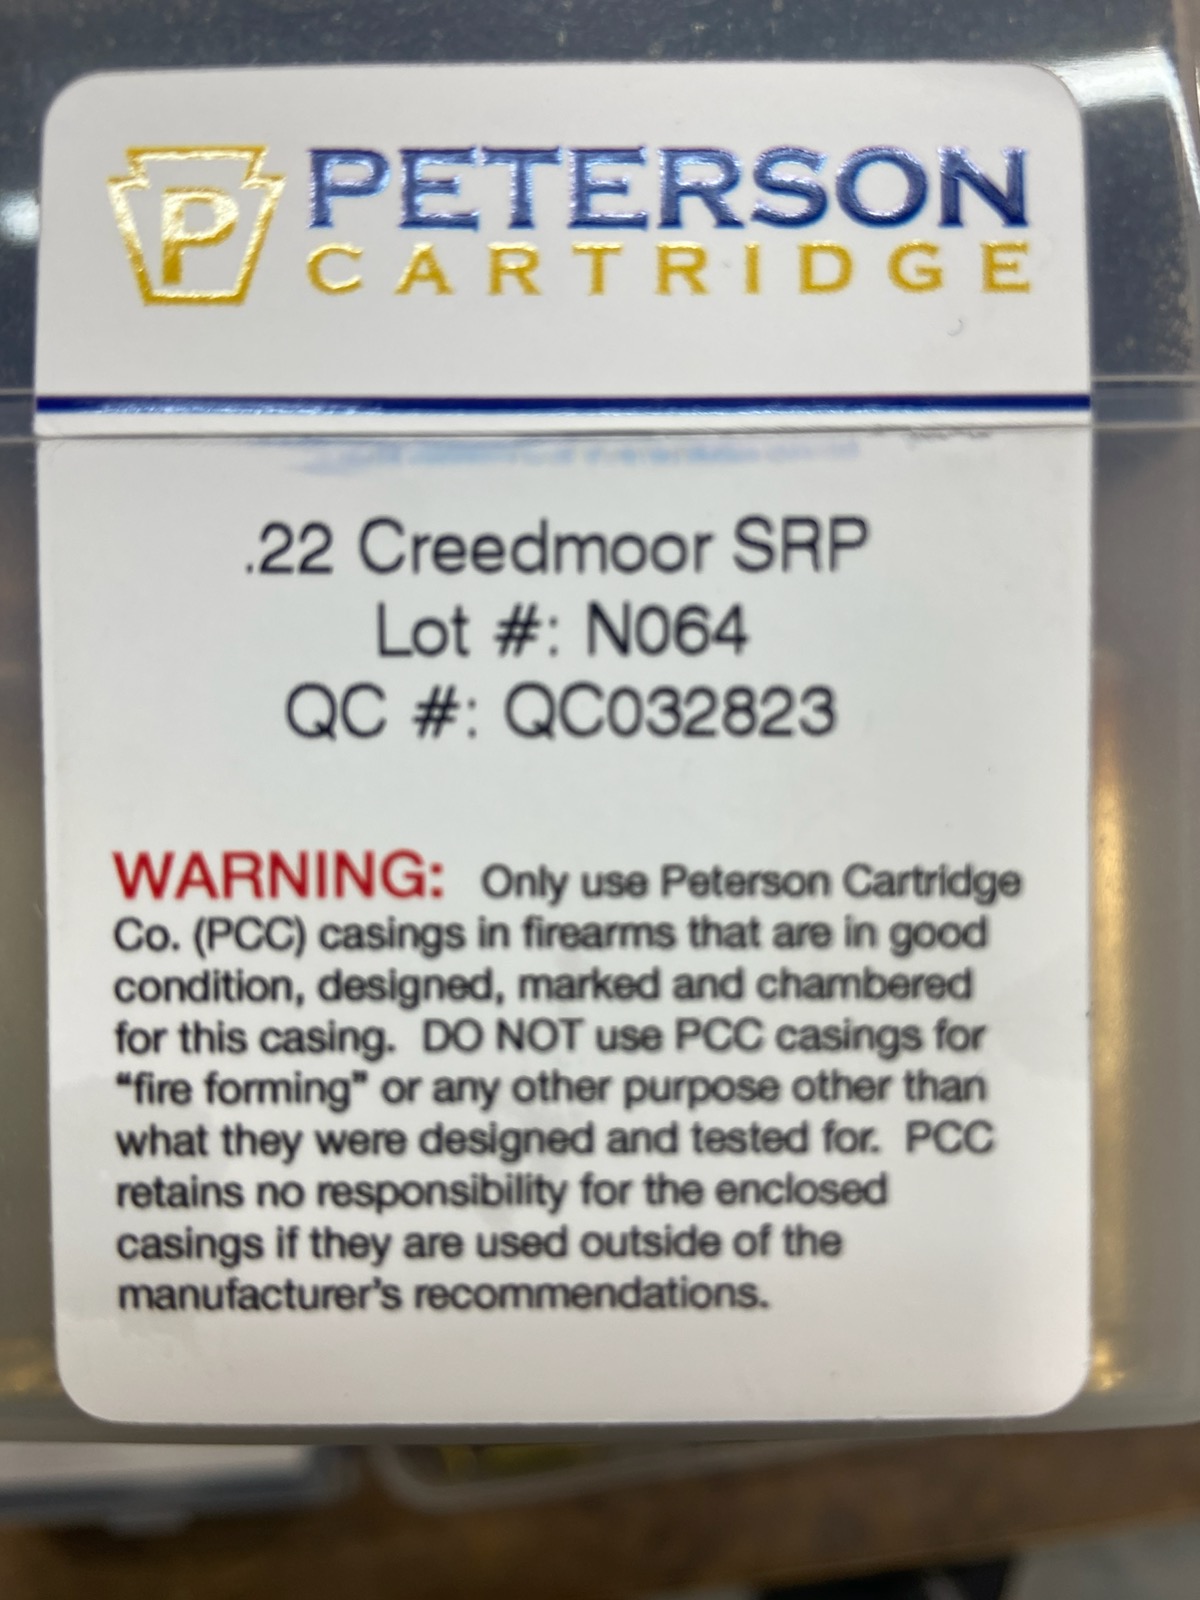 P
PETERSON
CARTRIDGE
.22 Creedmoor SRP
Lot #: N064
QC #: QC032823
WARNING: Only use Peterson Cartridge
Co. (PCC) casings in firearms that are in good
condition, designed, marked and chambered
for this casing. DO NOT use PCC casings for
“fire forming” or any other purpose other than
what they were designed and tested for. PCC
retains no responsibility for the enclosed
casings if they are used outside of the
manufacturer’s recommendations.